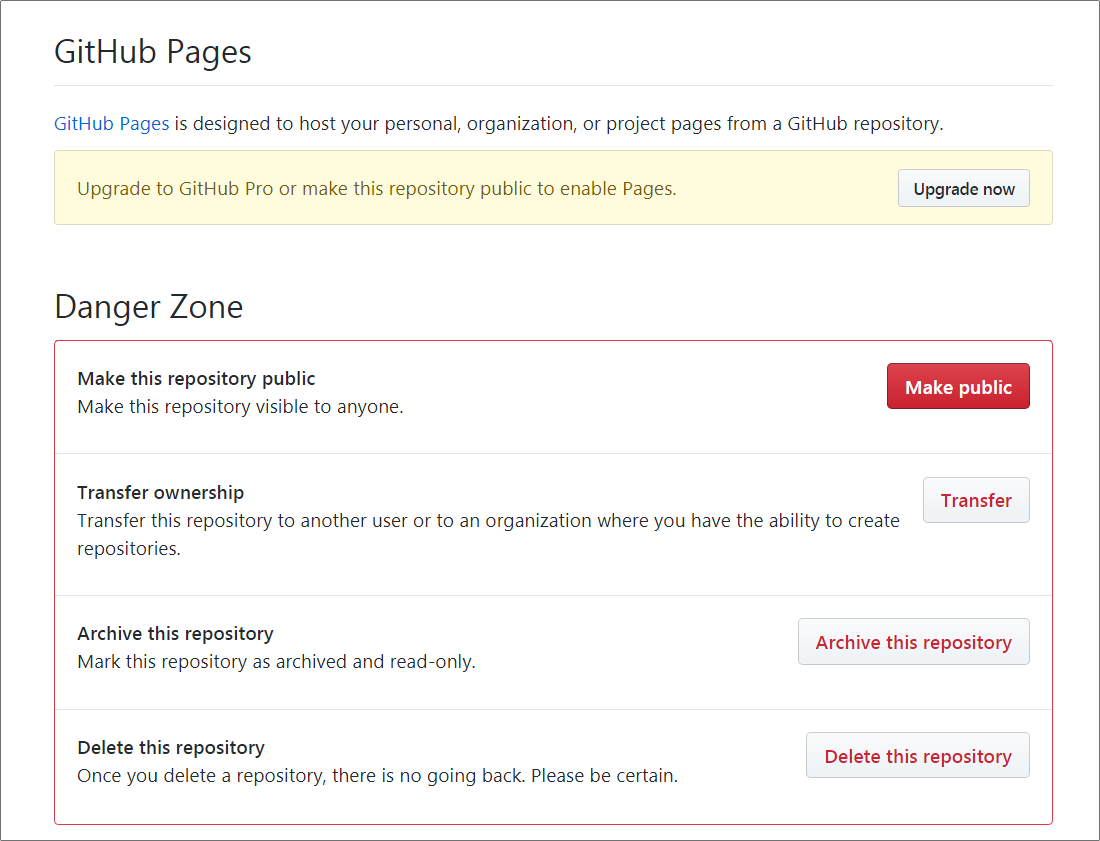 GitHub Pages
GitHub Pages is designed to host your personal, organization, or project pages from a GitHub repository.
Upgrade to GitHub Pro or make this repository public to enable Pages.
Upgrade now
Danger Zone
Make this repository public
Make this repository visible to anyone.
Make public
Transfer ownership
Transfer this repository to another user or to an organization where you have the ability to create
repositories.
Transfer
Archive this repository
Mark this repository as archived and read-only.
Archive this repository
Delete this repository
Once you delete a repository, there is no going back. Please be certain.
Delete this repository